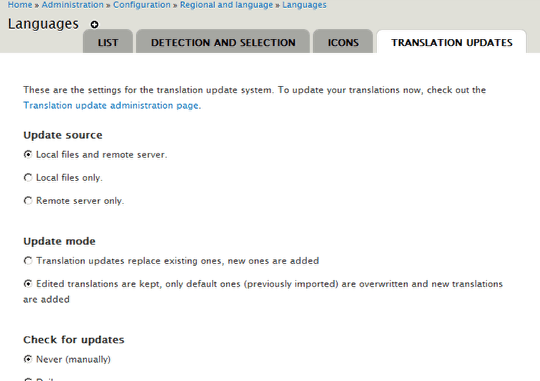 Home » Administration » Configuration » Regional and language » Languages
Languages
LIST
DETECTION AND SELECTION
ICONS
TRANSLATION UPDATES
These are the settings for the translation update system. To update your translations now, check out the
Translation update administration page.
Update source
Local files and remote server.
Local files only.
Remote server only.
Update mode
Translation updates replace existing ones, new ones are added
Edited translations are kept, only default ones (previously imported) are overwritten and new translations
are added
Check for updates
Never (manually)